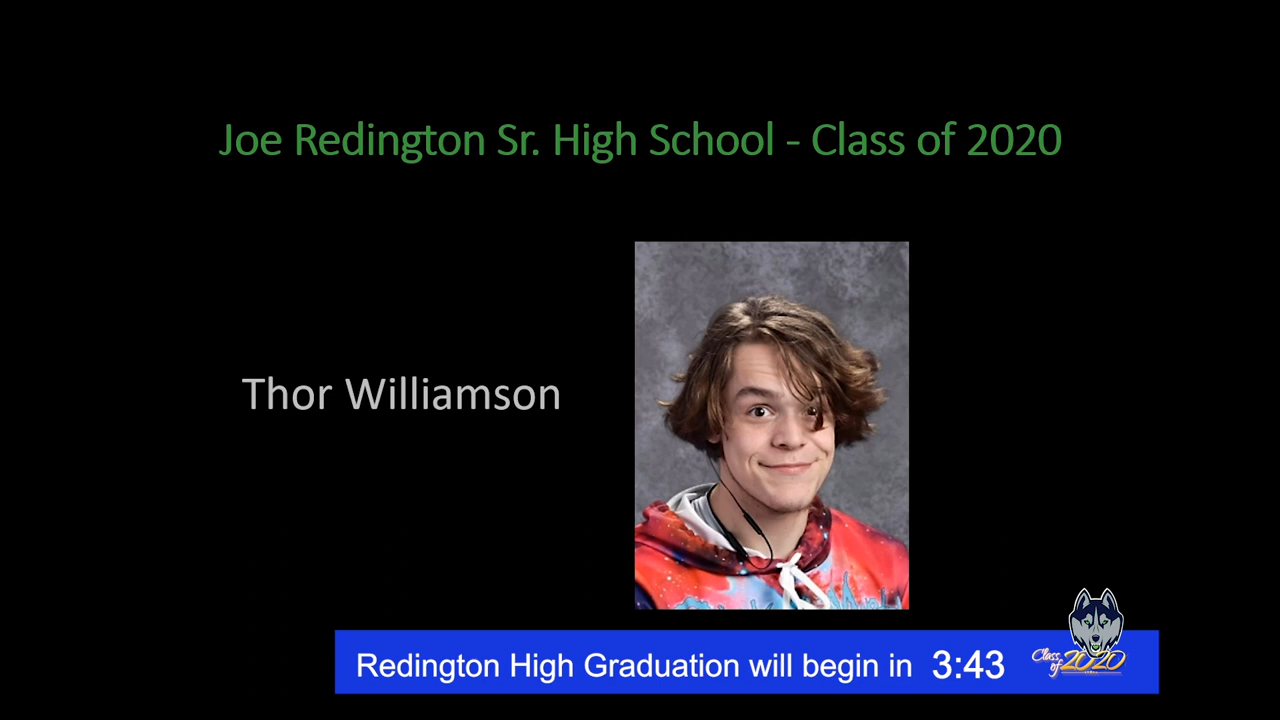 Joe Redington Sr. High School - Class of 2020
Thor Williamson
Redington High Graduation will begin in 3:43
Class
of 2020